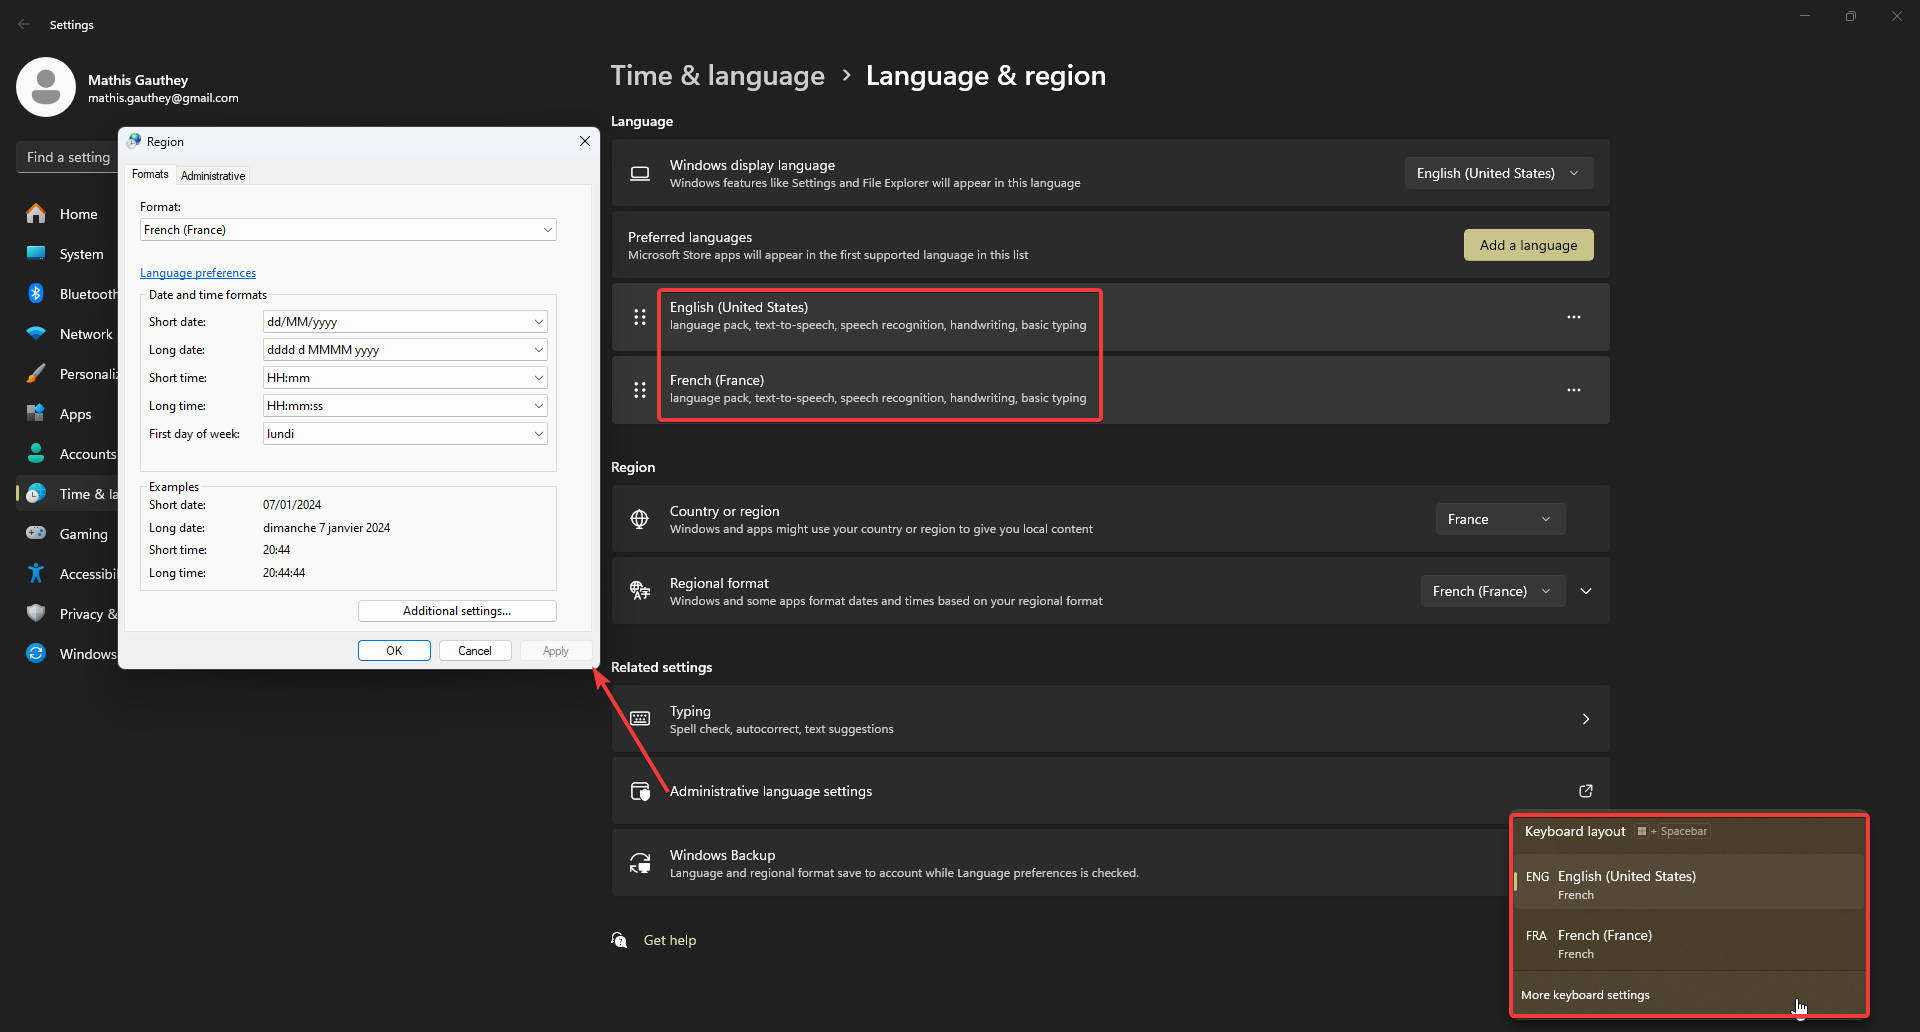 Settings
Mathis Gauthey
mathis.gauthey@gmail.com
Find a setting
Home
System
Bluetooth
Network
Personaliz
Apps
Accounts
Time & la
Gaming
Accessibil
Privacy &
Windows
Region
Formats
Administrative
Format:
French (France)
Language preferences
Date and time formats
Short date:
dd/MM/yyyy
Long date:
dddd d MMMM yyyy
Short time:
HH:mm
Long time:
HH:mm:ss
First day of week:
lundi
Examples
Short date:
07/01/2024
Long date:
dimanche 7 janvier 2024
Short time:
20:44
Long time:
20:44:44
Additional settings...
OK
Cancel
Apply
Time & language > Language & region
Language
Windows display language
Windows features like Settings and File Explorer will appear in this language
English (United States)
Preferred languages
Microsoft Store apps will appear in the first supported language in this list
Add a language
English (United States)
language pack, text-to-speech, speech recognition, handwriting, basic typing
French (France)
language pack, text-to-speech, speech recognition, handwriting, basic typing
Region
Country or region
Windows and apps might use your country or region to give you local content
France
Regional format
Windows and some apps format dates and times based on your regional format
French (France)
Related settings
Typing
Spell check, autocorrect, text suggestions
Administrative language settings
Windows Backup
Language and regional format save to account while Language preferences is checked.
Get help
Keyboard layout + Spacebar
ENG English (United States)
French
FRA French (France)
French
More keyboard settings